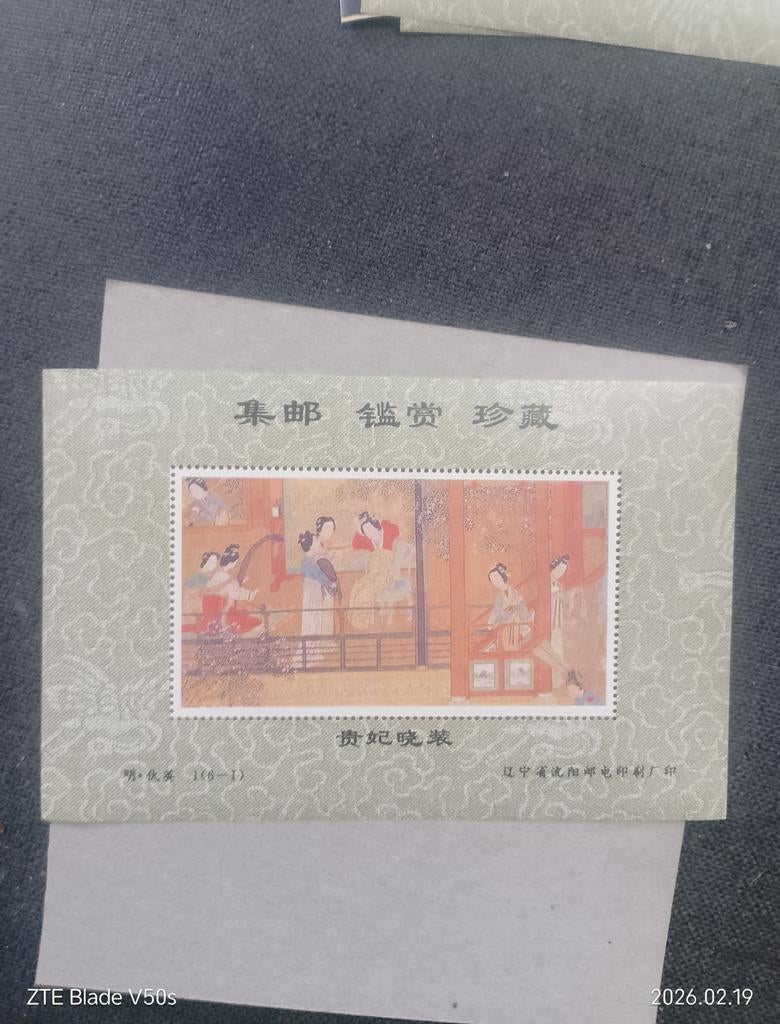 集邮 鑑赏 珍藏
贵妃晓装
明·仇英 1(6—1)
辽宁省沈阳邮电印刷厂印
ZTE Blade V50s
2026.02.19